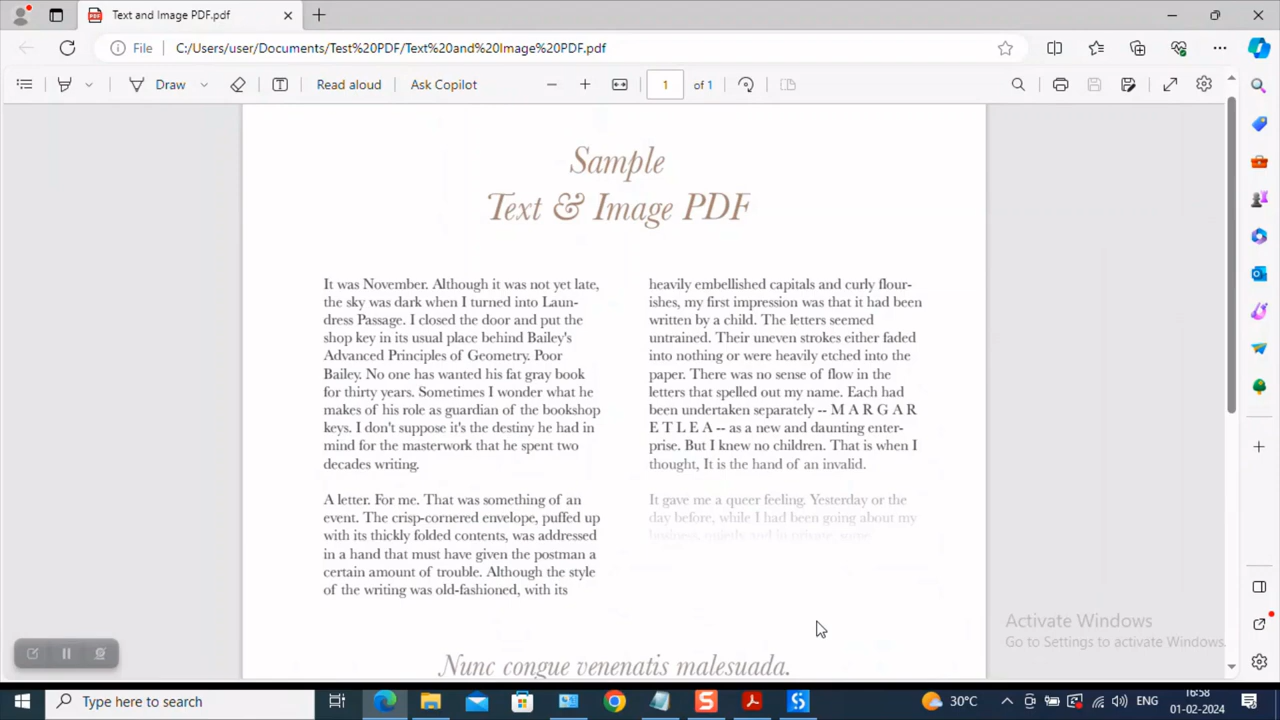 Text and Image PDF.pdf
File
C:/Users/user/Documents/Test%20PDF/Text%20and%20Image%20PDF.pdf
Draw
Read aloud
Ask Copilot
1
of 1
Sample
Text & Image PDF
It was November. Although it was not yet late,
the sky was dark when I turned into Laun-
dress Passage. I closed the door and put the
shop key in its usual place behind Bailey's
Advanced Principles of Geometry. Poor
Bailey. No one has wanted his fat gray book
for thirty years. Sometimes I wonder what he
makes of his role as guardian of the bookshop
keys. I don't suppose it's the destiny he had in
mind for the masterwork that he spent two
decades writing.
A letter. For me. That was something of an
event. The crisp-cornered envelope, puffed up
with its thickly folded contents, was addressed
in a hand that must have given the postman a
certain amount of trouble. Although the style
of the writing was old-fashioned, with its
heavily embellished capitals and curly flour-
ishes, my first impression was that it had been
written by a child. The letters seemed
untrained. Their uneven strokes either faded
into nothing or were heavily etched into the
paper. There was no sense of flow in the
letters that spelled out my name. Each had
been undertaken separately -- M A R G A R
E T L E A -- as a new and daunting enter-
prise. But I knew no children. That is when I
thought, It is the hand of an invalid.
It gave me a queer feeling. Yesterday or the
day before, while I had been going about my
business, quietly and in private, some
Nunc congue venenatis malesuada.
Activate Windows
Go to Settings to activate Windows.
Type here to search
30°C
ENG
16:58
01-02-2024